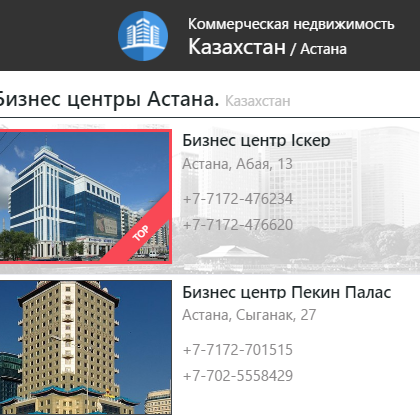 Коммерческая недвижимость
Казахстан / Астана
Бизнес центры Астана. Казахстан
Бизнес центр Іскер
Астана, Абая, 13
+7-7172-476234
+7-7172-476620
TOP
Бизнес центр Пекин Палас
Астана, Сыганак, 27
+7-7172-701515
+7-702-5558429